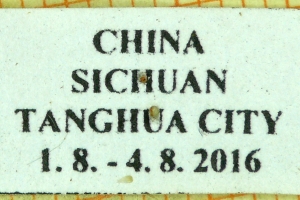 CHINA
SICHUAN
TANGHUA CITY
1. 8. - 4. 8. 2016